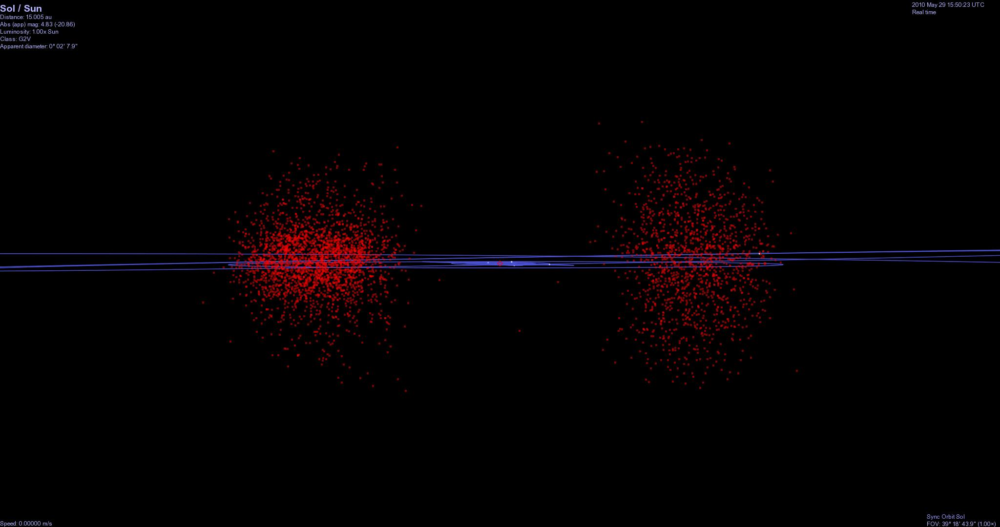 Sol / Sun
Distance: 15.005 au
Abs (app) mag: 4.83 (-20.86)
Luminosity: 1.00x Sun
Class: G2V
Apparent diameter: 0° 02' 7.9"
2010 May 29 15:50:23 UTC
Real time
Speed: 0.00000 m/s
Sync Orbit Sol
FOV: 39° 18' 43.9" (1.00×)